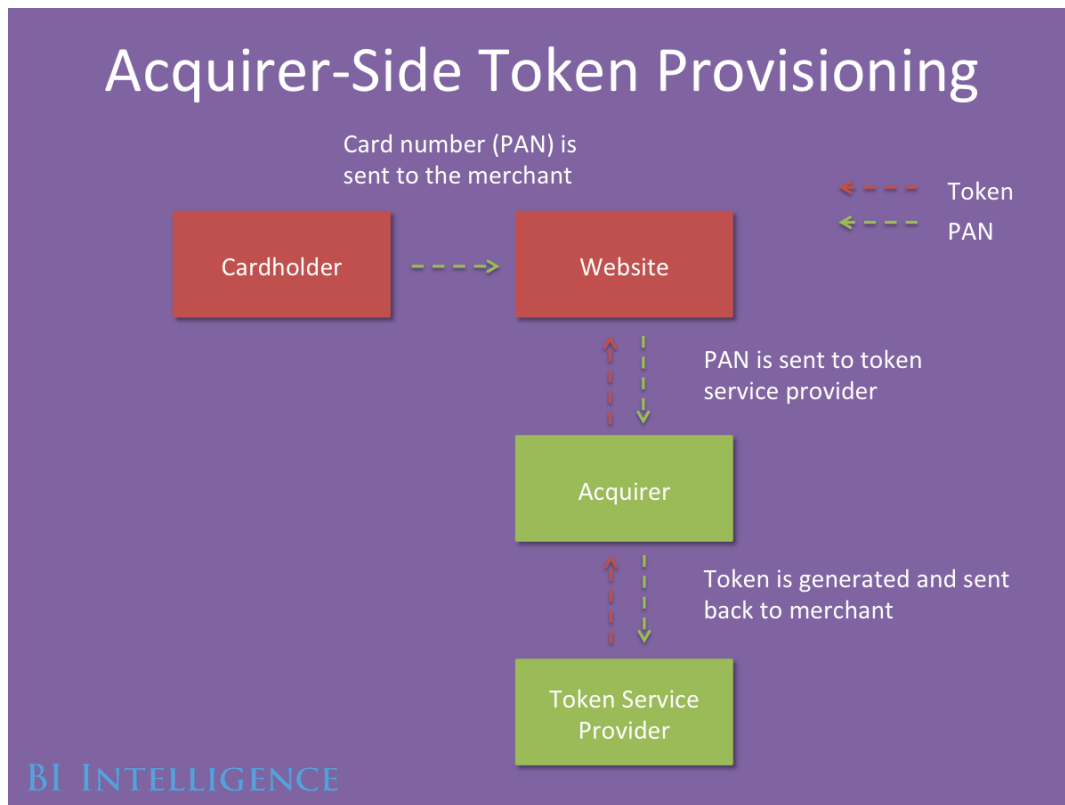 Acquirer-Side Token Provisioning
Card number (PAN) is
sent to the merchant
Token
PAN
Cardholder
Website
PAN is sent to token
service provider
Acquirer
Token is generated and sent
back to merchant
Token Service
Provider
BI INTELLIGENCE